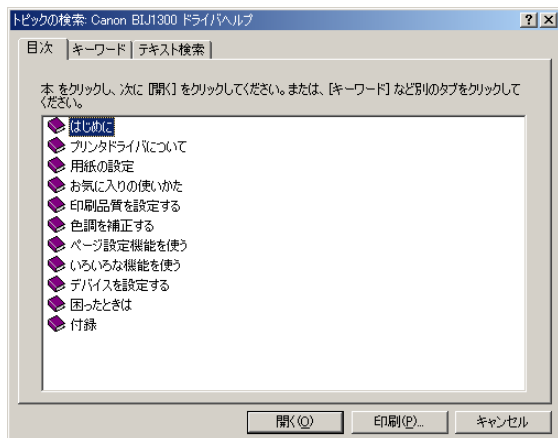 トピックの検索: Canon BIJ1300 ドライバヘルプ
目次 キーワード テキスト検索
本 をクリックし、次に [開く] をクリックしてください。または、[キーワード] など別のタブをクリックして
ください。
はじめに
プリンタドライバについて
用紙の設定
お気に入りの使いかた
印刷品質を設定する
色調を補正する
ページ設定機能を使う
いろいろな機能を使う
デバイスを設定する
困ったときは
付録
開く(O) 印刷(P)... キャンセル